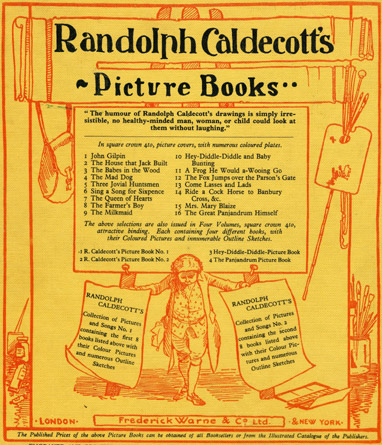 Randolph Caldecott's
~ Picture Books ··
"The humour of Randolph Caldecott's drawings is simply irre-
sistible, no healthy-minded man, woman, or child could look at
them without laughing."
In square crown 4to, picture covers, with numerous coloured plates.
1 John Gilpin
2 The House that Jack Built
3 The Babes in the Wood
4 The Mad Dog
5 Three Jovial Huntsmen
6 Sing a Song for Sixpence
7 The Queen of Hearts
8 The Farmer's Boy
9 The Milkmaid
10 Hey-Diddle-Diddle and Baby
Bunting
11 A Frog He would a-Wooing Go
12 The Fox Jumps over the Parson's Gate
13 Come Lasses and Lads
14 Ride a Cock Horse to Banbury
Cross, &c.
15 Mrs. Mary Blaize
16 The Great Panjandrum Himself
The above selections are also issued in Four Volumes, square crown 4to,
attractive binding. Each containing four different books, with
their Coloured Pictures and innumerable Outline Sketches.
1 R. Caldecott's Picture Book No. 1
2 R. Caldecott's Picture Book No. 2
3 Hey-Diddle-Diddle-Picture Book
4 The Panjandrum Picture Book
RANDOLPH
CALDECOTT'S
Collection of Pictures
and Songs No. 1
containing the first 8
books listed above with
their Colour Pictures
and numerous Outline
Sketches
RANDOLPH
CALDECOTT'S
Collection of Pictures
and Songs No. 2
containing the second
8 books listed above
with their Colour Pic-
tures and numerous
Outline Sketches
·LONDON·
Frederick Warne & Co Ltd.
·& NEW YORK·
The Published Prices of the above Picture Books can be obtained of all Booksellers or from the Illustrated Catalogue of the Publishers.